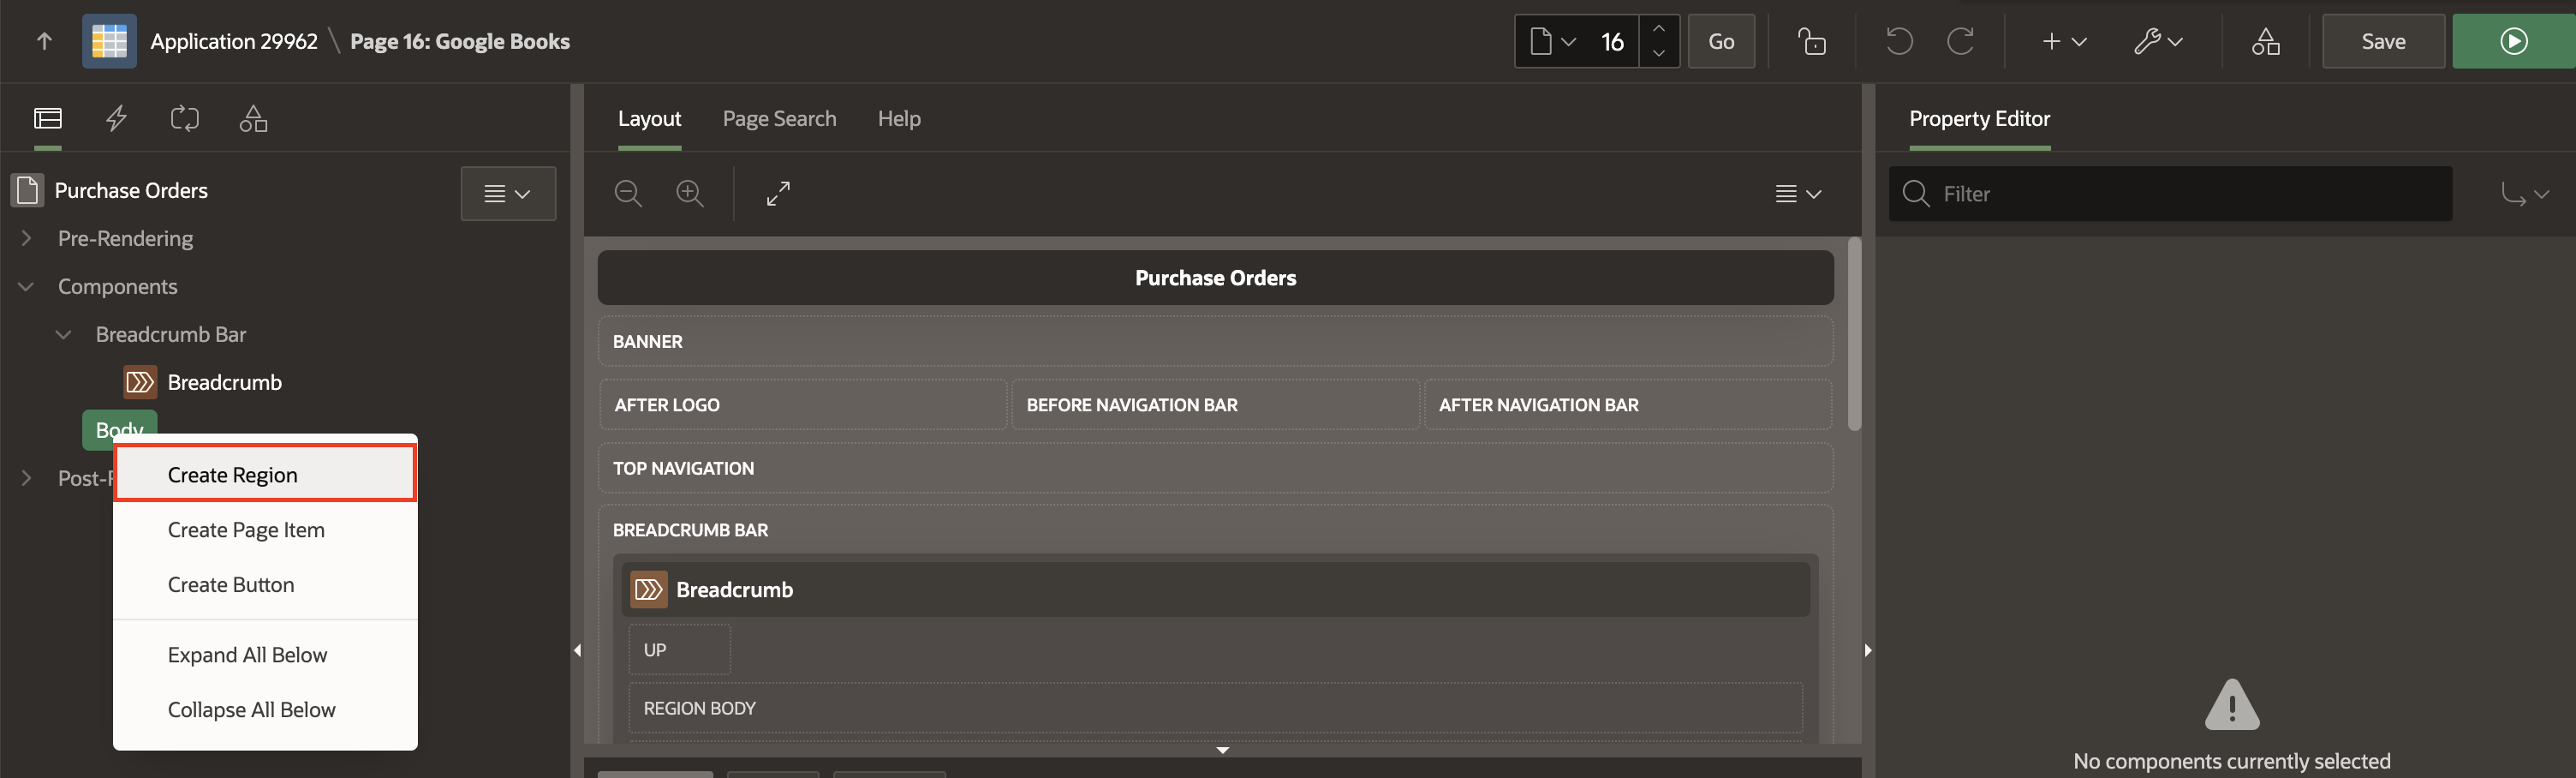 Application 29962 \ Page 16: Google Books
16
Go
Save
Layout
Page Search
Help
Property Editor
Purchase Orders
Filter
Pre-Rendering
Components
Breadcrumb Bar
Breadcrumb
Body
Create Region
Create Page Item
Create Button
Expand All Below
Collapse All Below
Purchase Orders
BANNER
AFTER LOGO
BEFORE NAVIGATION BAR
AFTER NAVIGATION BAR
TOP NAVIGATION
BREADCRUMB BAR
Breadcrumb
UP
REGION BODY
No components currently selected